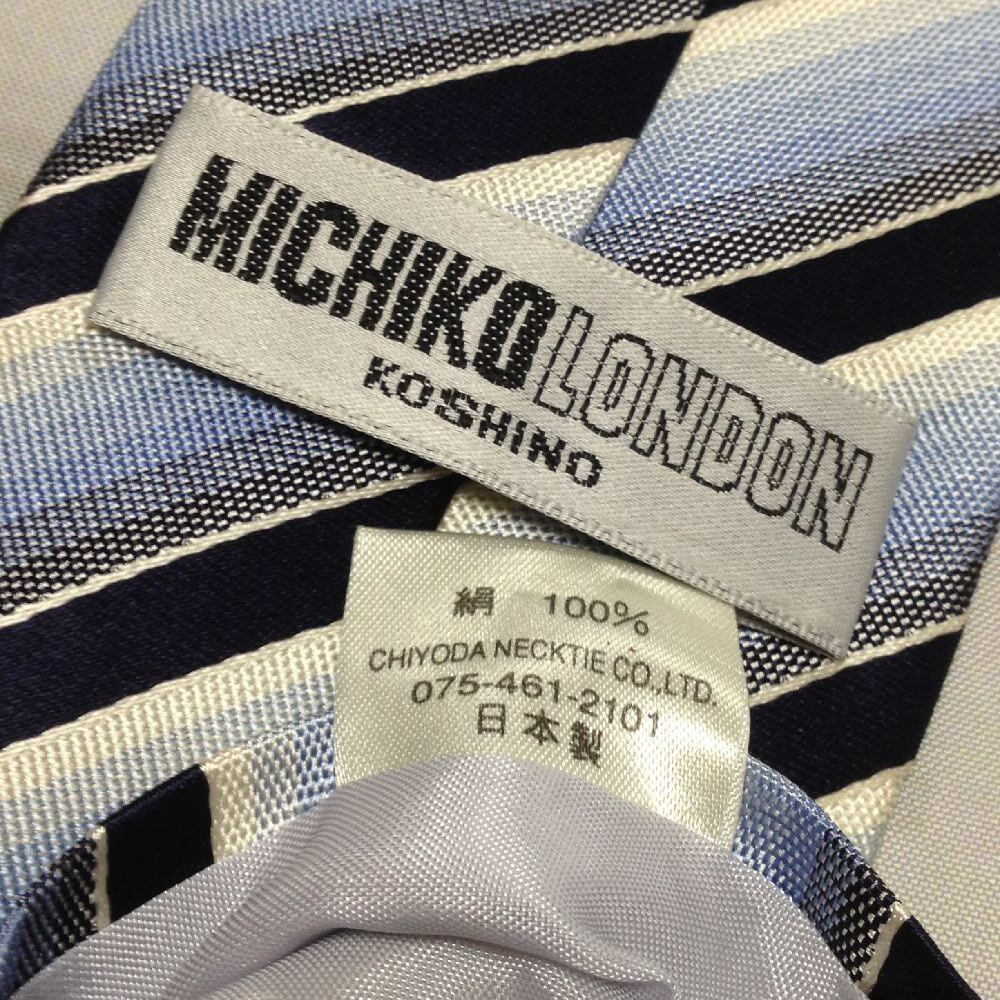 MICHIKO LONDON
KOSHINO
絹 100%
CHIYODA NECKTIE CO.,LTD.
075-461-2101
日本製